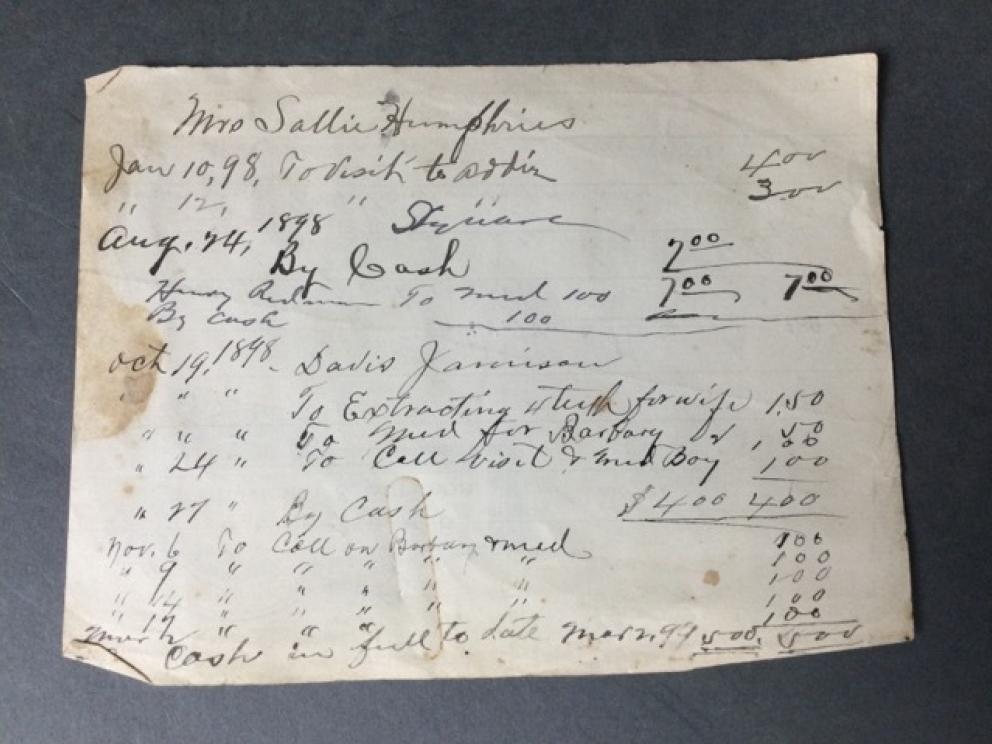 Mrs Sallie Humphries
Jan 10, 98, To visit to 4 00
" 12, " " 3 00
Aug. 24, 1898 Square
By Cash 7 00
Henry To med 100 7 00 7 00
By cash 100
Oct 19, 1898 - Davis Jamison
" " " To Extracting 4 teeth for wife 1.50
" " " To Med for Barbary .50
" 24 " To Call visit & med Boy 1 00
1 00
" 27 " By Cash $ 4 00 4 00
Nov. 6 To Call on Barbary & med 1 00
" 9 " " " " " 1 00
" 14 " " " " " 1 00
" 17 " " " 1 00
1 00
Mar 2 Cash in full to date Mar 2, 99 5 00. 5 00